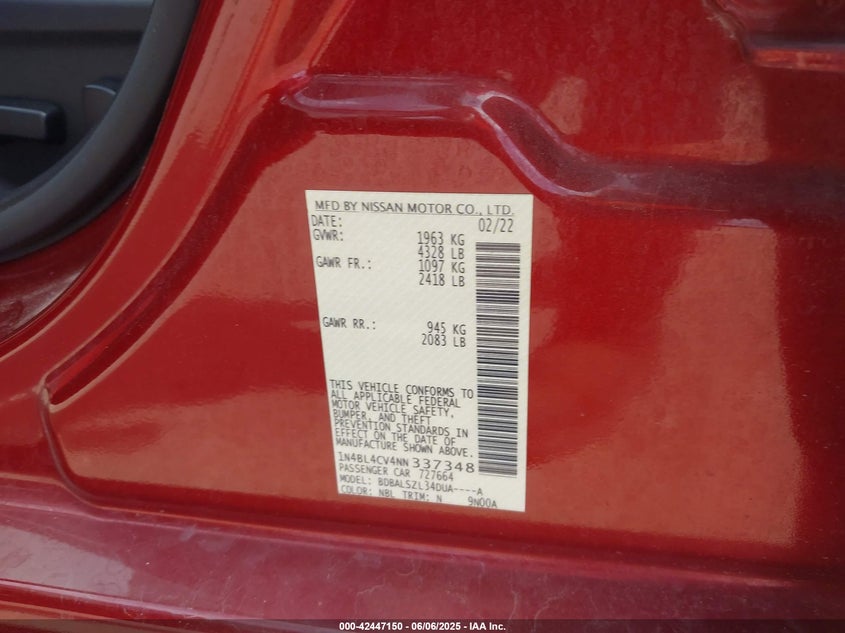 MFD BY NISSAN MOTOR CO., LTD.
DATE: 02/22
GVWR: 1963 KG
4328 LB
GAWR FR.: 1097 KG
2418 LB
GAWR RR.: 945 KG
2083 LB
THIS VEHICLE CONFORMS TO
ALL APPLICABLE FEDERAL
MOTOR VEHICLE SAFETY,
BUMPER, AND THEFT
PREVENTION STANDARDS IN
EFFECT ON THE DATE OF
MANUFACTURE SHOWN ABOVE.
1N4BL4CV4NN 337348
PASSENGER CAR 727664
MODEL: BDBALSZL34DUA----A
COLOR: NBL TRIM: N 9N00A
000-42447150 - 06/06/2025 - IAA Inc.